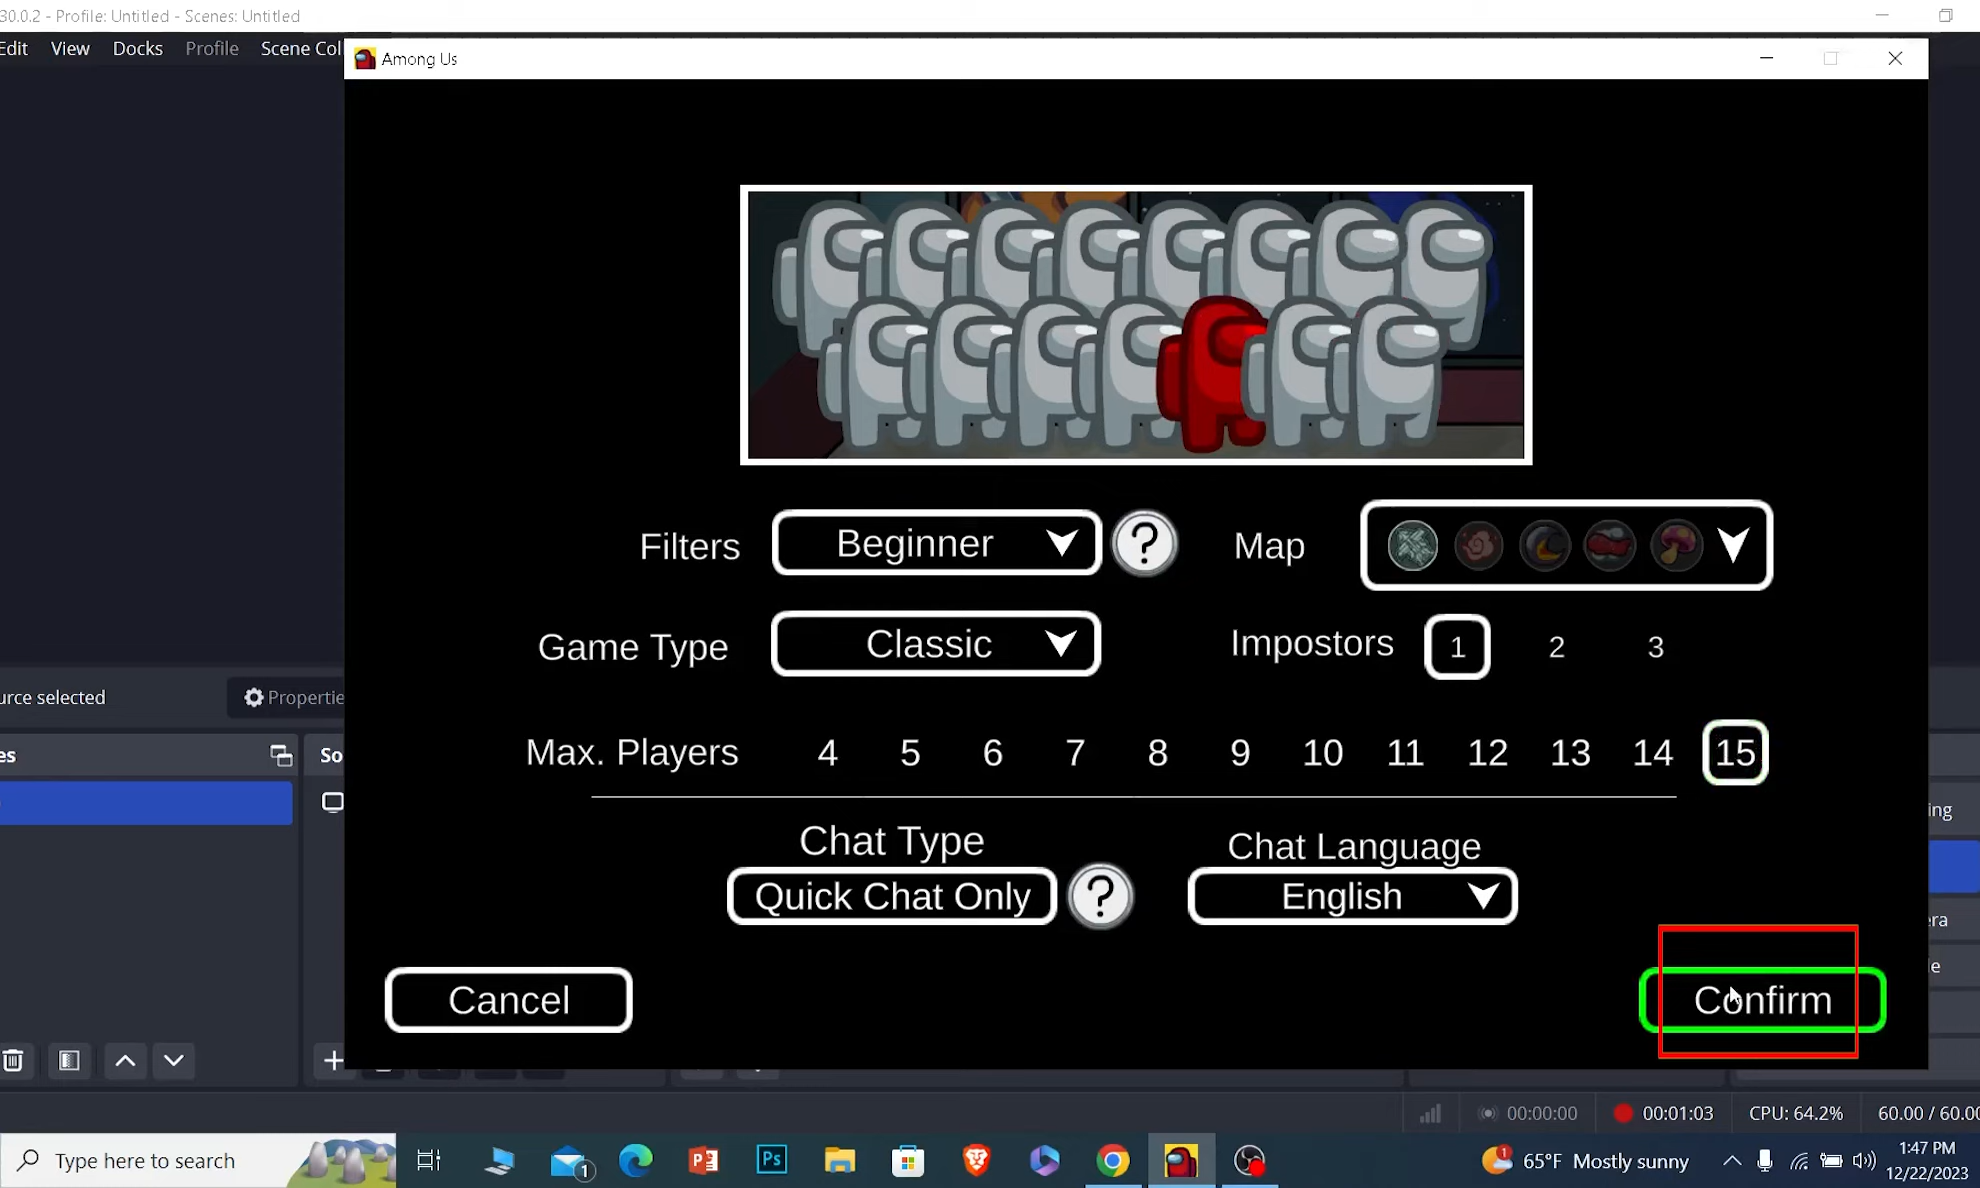 30.0.2 - Profile: Untitled - Scenes: Untitled
Edit View Docks Profile Scene Col
Among Us
Filters Beginner ? Map
Game Type Classic Impostors 1 2 3
Max. Players 4 5 6 7 8 9 10 11 12 13 14 15
Chat Type Chat Language
Quick Chat Only ? English
Cancel Confirm
urce selected Propertie
es So
ing
era
le
00:00:00 00:01:03 CPU: 64.2% 60.00 / 60.00
Type here to search 1 P Ps 1 65°F Mostly sunny 1:47 PM
12/22/2023